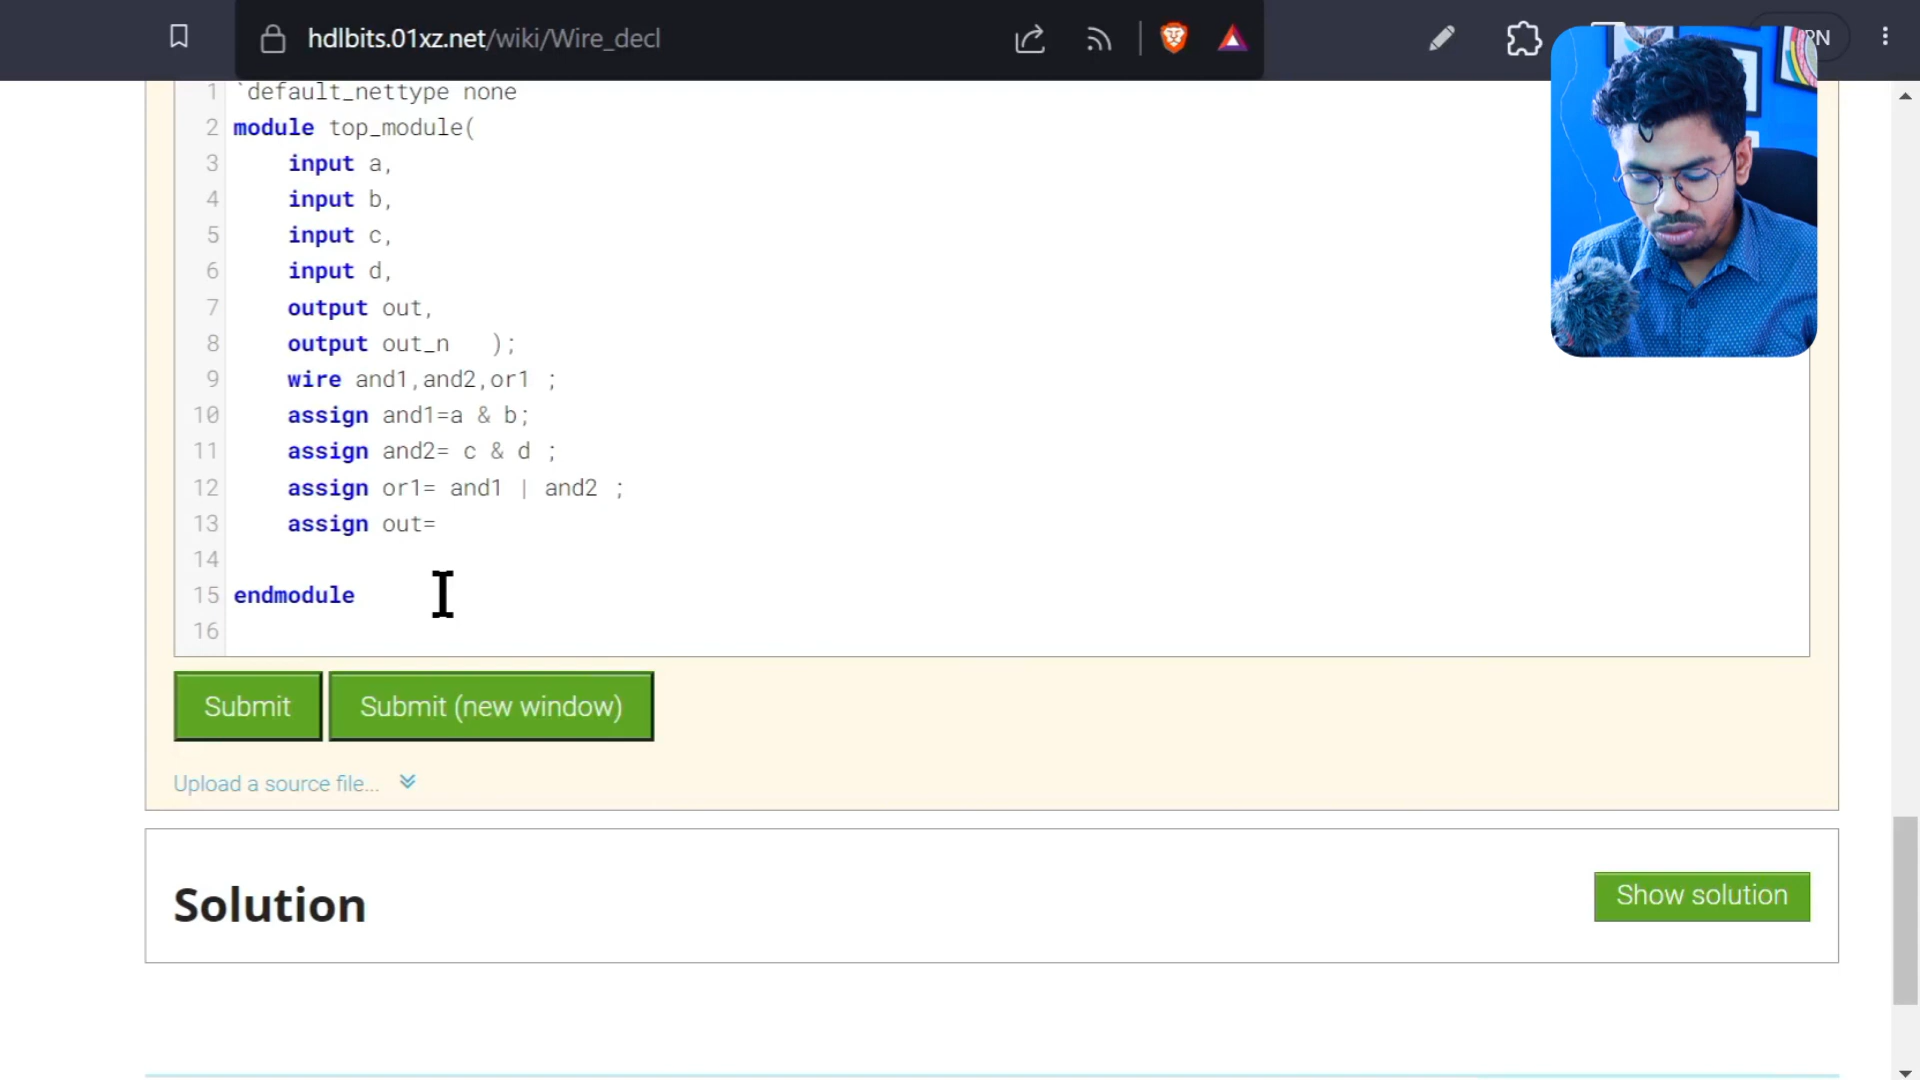 hdlbits.01xz.net/wiki/Wire_decl
PN
1 `default_nettype none
2 module top_module(
3 input a,
4 input b,
5 input c,
6 input d,
7 output out,
8 output out_n );
9 wire and1,and2,or1 ;
10 assign and1=a & b;
11 assign and2= c & d ;
12 assign or1= and1 | and2 ;
13 assign out=
14
15 endmodule
16
Submit
Submit (new window)
Upload a source file...
Solution
Show solution